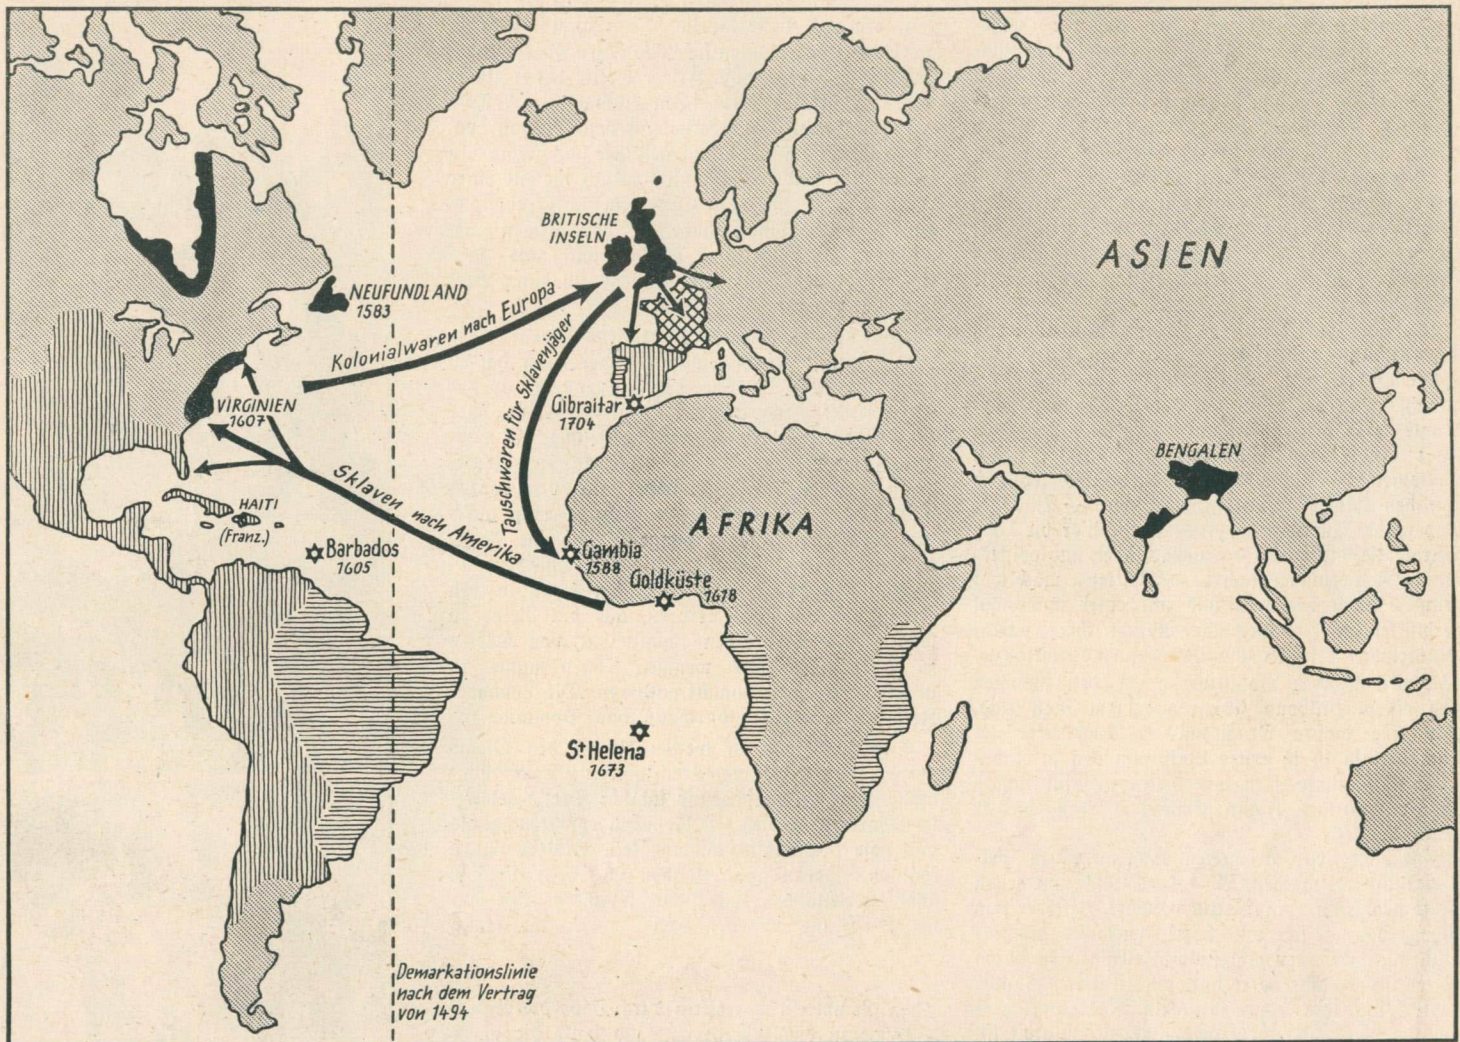 ASIEN
BRITISCHE
INSELN
NEUFUNDLAND
1583
Kolonialwaren nach Europa
Tauschwaren für Sklavenjäger
VIRGINIEN
1607
Gibraitar
1704
BENGALEN
Sklaven nach Amerika
HAITI
(Franz.)
AFRIKA
Barbados
1605
Gambia
1588
Goldküste
1618
St Helena
1673
Demarkationslinie
nach dem Vertrag
von 1494